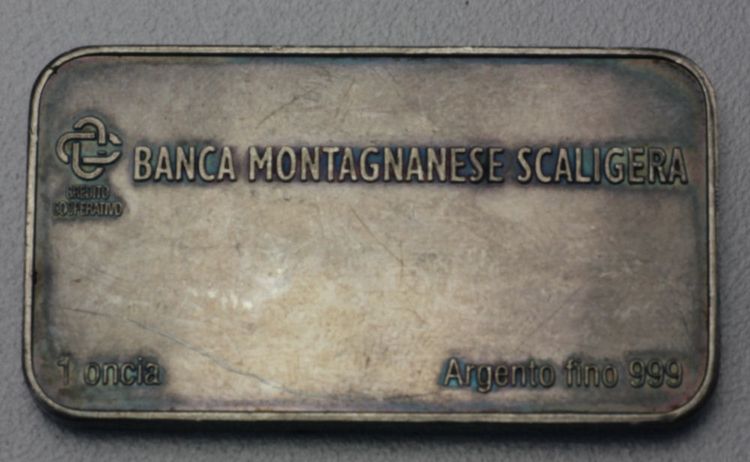 BANCA MONTAGNANESE SCALIGERA
CREDITO
COOPERATIVO
1 oncia
Argento fino 999